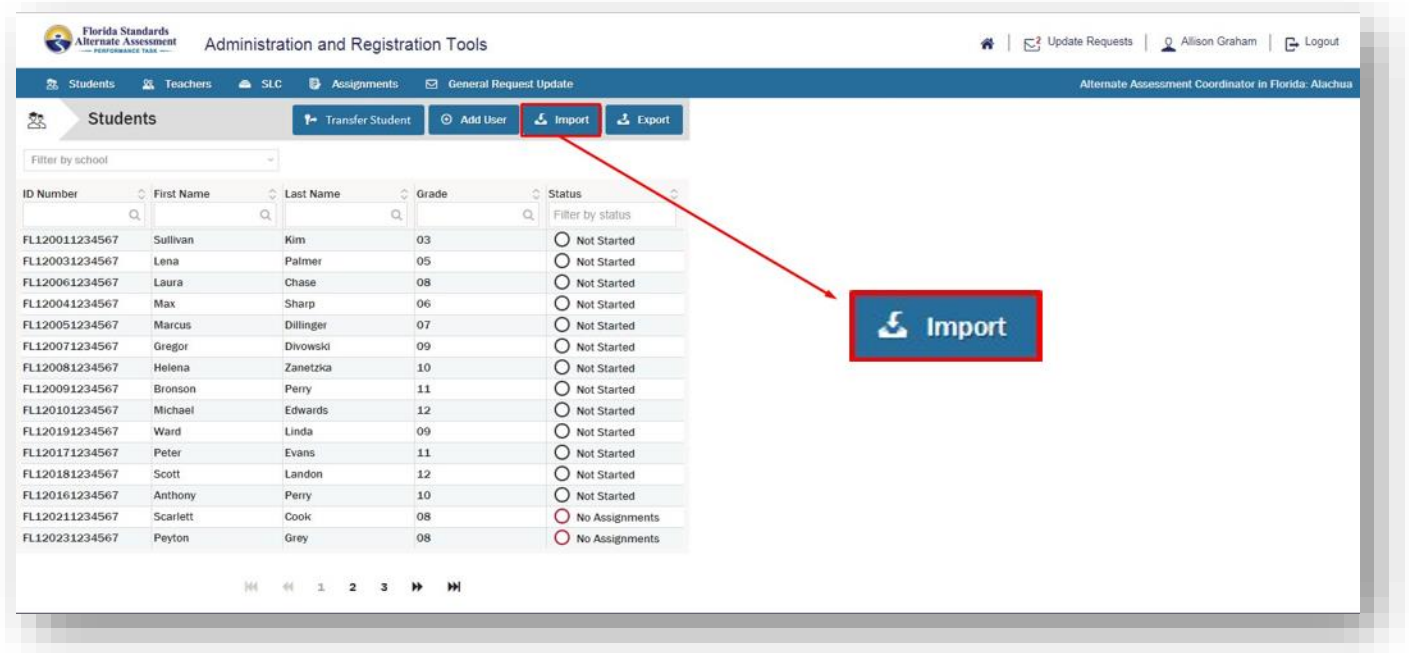 Florida Standards
Alternate Assessment
PERFORMANCE TASK
Administration and Registration Tools
2 Update Requests Allison Graham Logout
Students Teachers SLC Assignments General Request Update Alternate Assessment Coordinator in Florida: Alachua
Students Transfer Student Add User Import Export
Filter by school
ID Number First Name Last Name Grade Status
Filter by status
FL120011234567 Sullivan Kim 03 Not Started
FL120031234567 Lena Palmer 05 Not Started
FL120061234567 Laura Chase 08 Not Started
FL120041234567 Max Sharp 06 Not Started
FL120051234567 Marcus Dillinger 07 Not Started
FL120071234567 Gregor Divowski 09 Not Started
FL120081234567 Helena Zanetzka 10 Not Started
FL120091234567 Bronson Perry 11 Not Started
FL120101234567 Michael Edwards 12 Not Started
FL120191234567 Ward Linda 09 Not Started
FL120171234567 Peter Evans 11 Not Started
FL120181234567 Scott Landon 12 Not Started
FL120161234567 Anthony Perry 10 Not Started
FL120211234567 Scarlett Cook 08 No Assignments
FL120231234567 Peyton Grey 08 No Assignments
1 2 3
Import